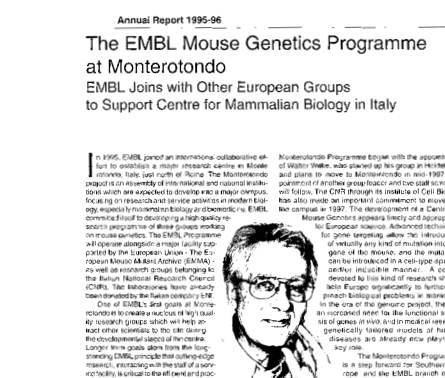 Annual Report 1995-96
The EMBL Mouse Genetics Programme
at Monterotondo
EMBL Joins with Other European Groups
to Support Centre for Mammalian Biology in Italy
In 1995, EMBL joined an international collaborative ef-
fort to establish a major research centre in Monte-
rotondo, Italy, just north of Rome. The Monterotondo
project is an assembly of international and national institu-
tions which are expected to develop into a major campus,
focusing on research and service activities in modern biol-
ogy, especially mammalian biology and biomedicine. EMBL
committed itself to developing a high quality re-
search programme of three groups working
on mouse genetics. The EMBL Programme
will operate alongside a major facility sup-
ported by the European Union - The Eu-
ropean Mouse Mutant Archive (EMMA) -
as well as research groups belonging to
the Italian National Research Council
(CNR). The laboratories have already
been donated by the Italian company ENI.
One of EMBL's first goals at Monte-
rotondo is to create a nucleus of high qual-
ity research groups which will help at-
tract other scientists to the site during
the developmental stages of the centre.
Longer term goals stem from the long-
standing EMBL principle that cutting-edge
research, interacting with the staff of a serv-
ice facility, is critical to the efficient and proc-
Monterotondo Programme began with the appoint
of Walter Witke, who started up his group in Heidel
and plans to move to Monterotondo in mid-1997.
pointment of another group leader and two staff scien
will follow. The CNR through its Institute of Cell Bio
has also made an important commitment to move
the campus in 1997. The development of a Centre
Mouse Genetics appears timely and approp
for European science. Advanced techni
for gene targeting allow the introdu
of virtually any kind of mutation into
gene of the mouse, and the muta
can be introduced in a cell-type-spe
and/or inducible manner. A ce
devoted to this kind of research sh
help Europe significantly to further
proach biological problems in mamm
In the era of the genome project, the
an increased need for the functional a
sis of genes in vivo, and in medical rese
genetically tailored models of hu
diseases are already now playi
key role.
The Monterotondo Progra
is a step forward for Southern
rope and the EMBL branch n